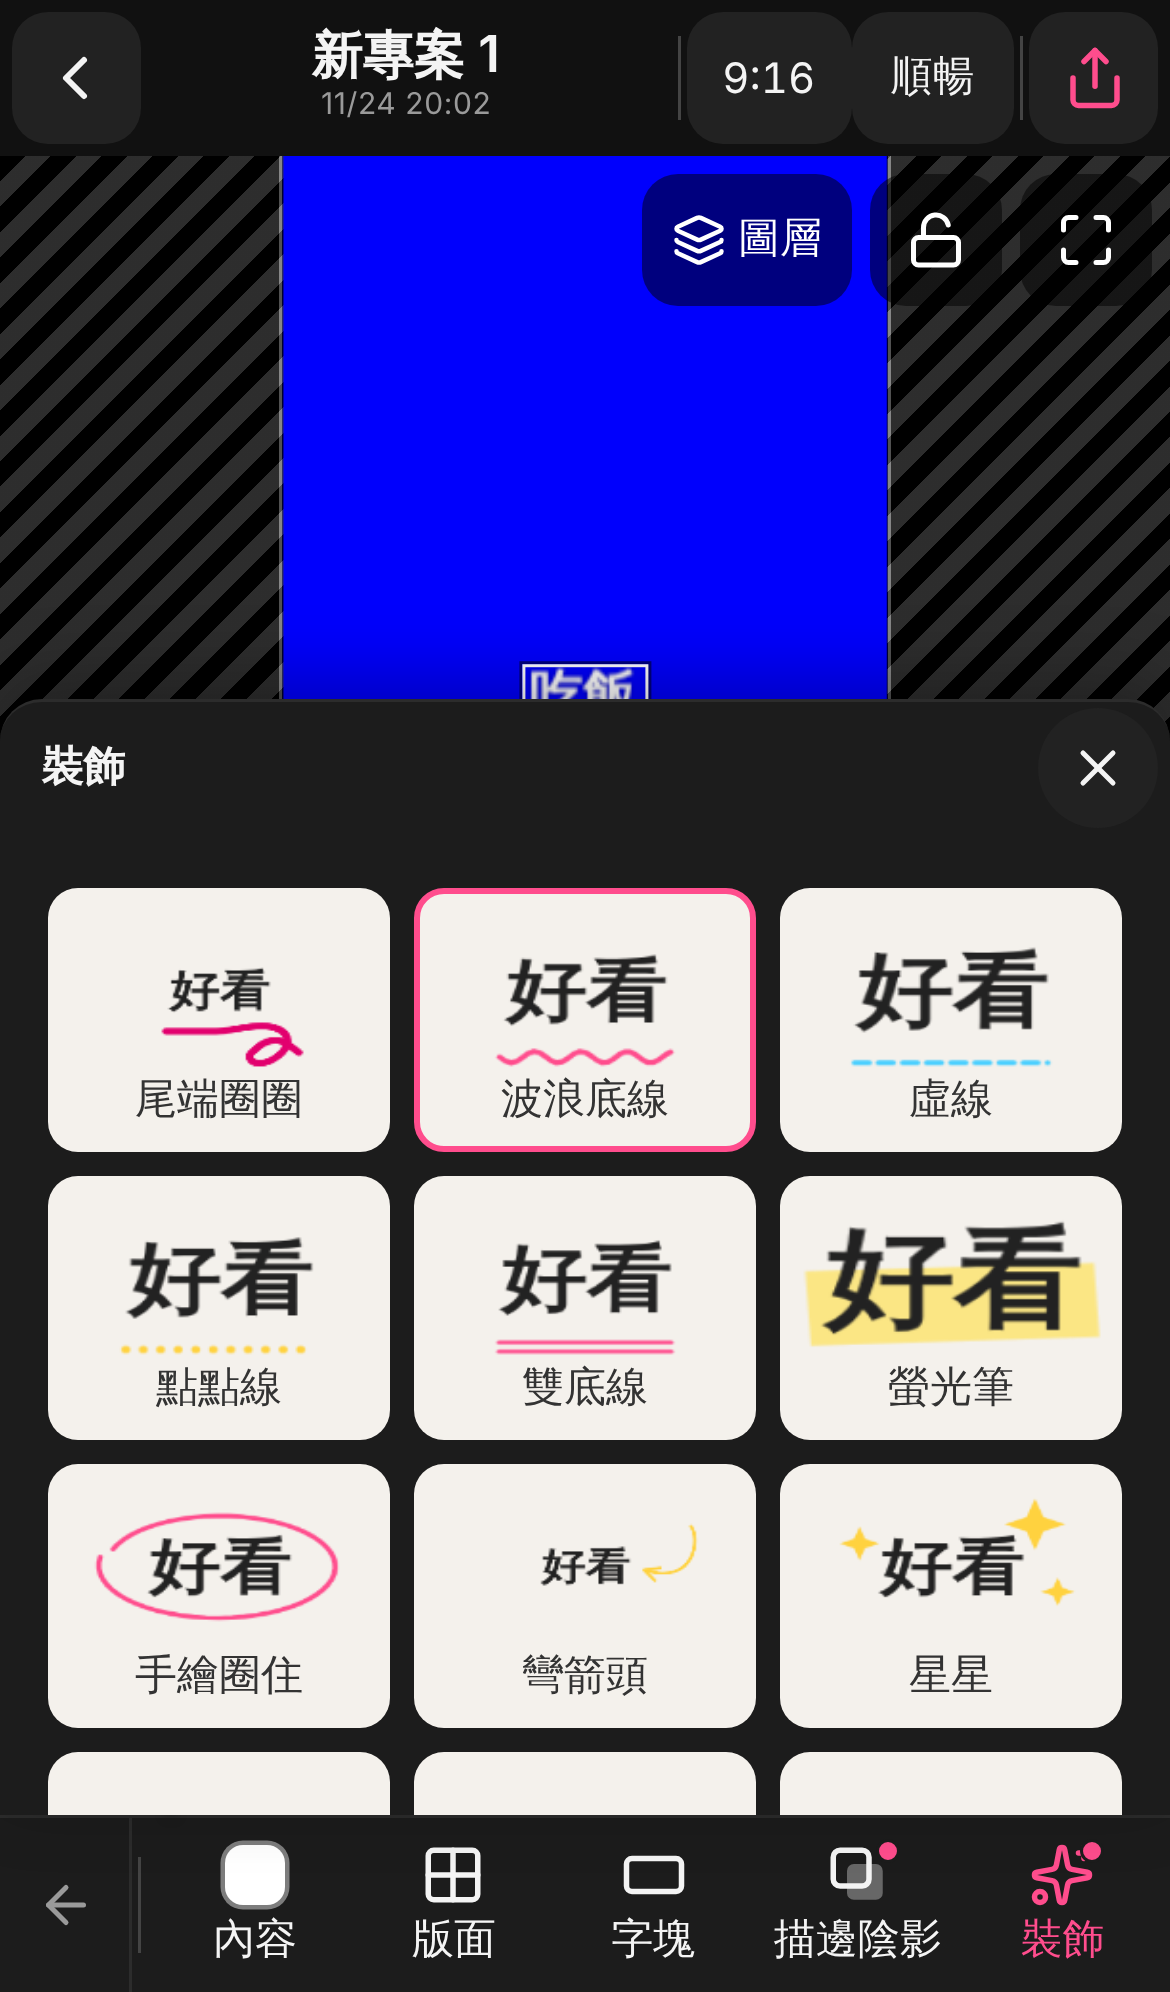 新專案 1
11/24 20:02
9:16
順暢
圖層
吃飯
裝飾
好看
尾端圈圈
好看
波浪底線
好看
虛線
好看
點點線
好看
雙底線
好看
螢光筆
好看
手繪圈住
好看
彎箭頭
好看
星星
內容
版面
字塊
描邊陰影
裝飾